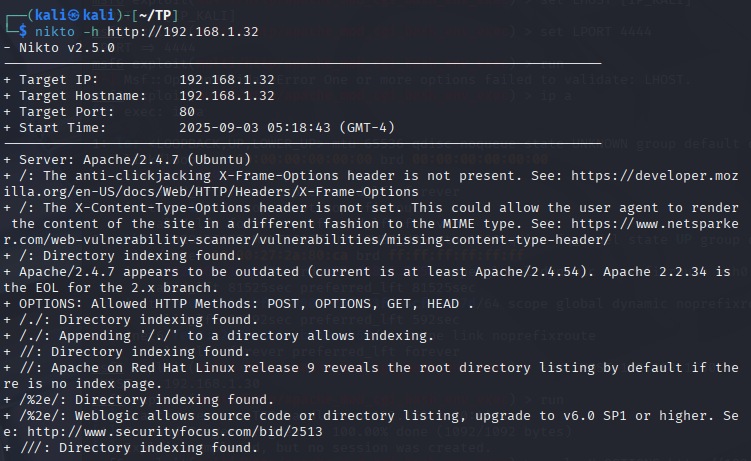 ┌──(kali㉿kali)-[~/TP]
└─$ nikto -h http://192.168.1.32
- Nikto v2.5.0
---------------------------------------------------------------------------
+ Target IP:          192.168.1.32
+ Target Hostname:    192.168.1.32
+ Target Port:        80
+ Start Time:         2025-09-03 05:18:43 (GMT-4)
---------------------------------------------------------------------------
+ Server: Apache/2.4.7 (Ubuntu)
+ /: The anti-clickjacking X-Frame-Options header is not present. See: https://developer.moz
illa.org/en-US/docs/Web/HTTP/Headers/X-Frame-Options
+ /: The X-Content-Type-Options header is not set. This could allow the user agent to render
 the content of the site in a different fashion to the MIME type. See: https://www.netsparke
r.com/web-vulnerability-scanner/vulnerabilities/missing-content-type-header/
+ /: Directory indexing found.
+ Apache/2.4.7 appears to be outdated (current is at least Apache/2.4.54). Apache 2.2.34 is
the EOL for the 2.x branch.
+ OPTIONS: Allowed HTTP Methods: POST, OPTIONS, GET, HEAD .
+ /./: Directory indexing found.
+ /./: Appending '/./' to a directory allows indexing.
+ //: Directory indexing found.
+ //: Apache on Red Hat Linux release 9 reveals the root directory listing by default if the
re is no index page.
+ /%2e/: Directory indexing found.
+ /%2e/: Weblogic allows source code or directory listing, upgrade to v6.0 SP1 or higher. Se
e: http://www.securityfocus.com/bid/2513
+ ///: Directory indexing found.